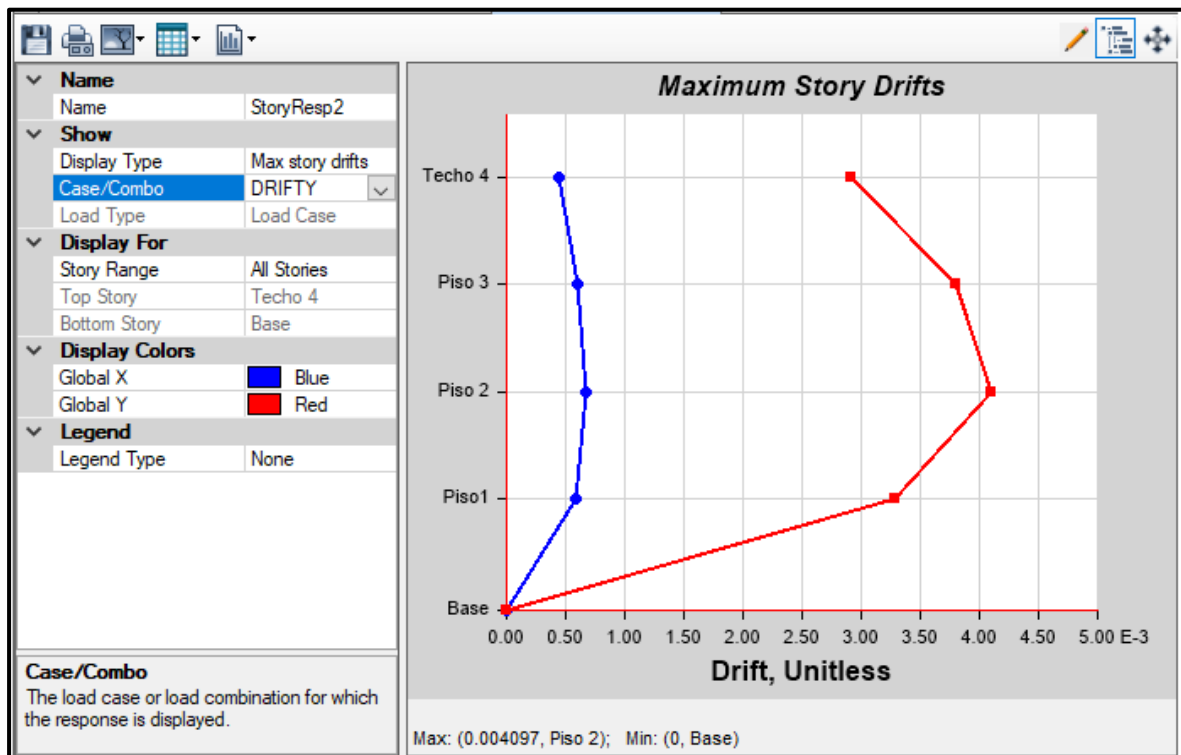 Name
Name StoryResp2
Show
Display Type Max story drifts
Case/Combo DRIFTY
Load Type Load Case
Display For
Story Range All Stories
Top Story Techo 4
Bottom Story Base
Display Colors
Global X Blue
Global Y Red
Legend
Legend Type None
Case/Combo
The load case or load combination for which
the response is displayed.
Maximum Story Drifts
Techo 4
Piso 3
Piso 2
Piso1
Base
0.00 0.50 1.00 1.50 2.00 2.50 3.00 3.50 4.00 4.50 5.00 E-3
Drift, Unitless
Max: (0.004097, Piso 2); Min: (0, Base)